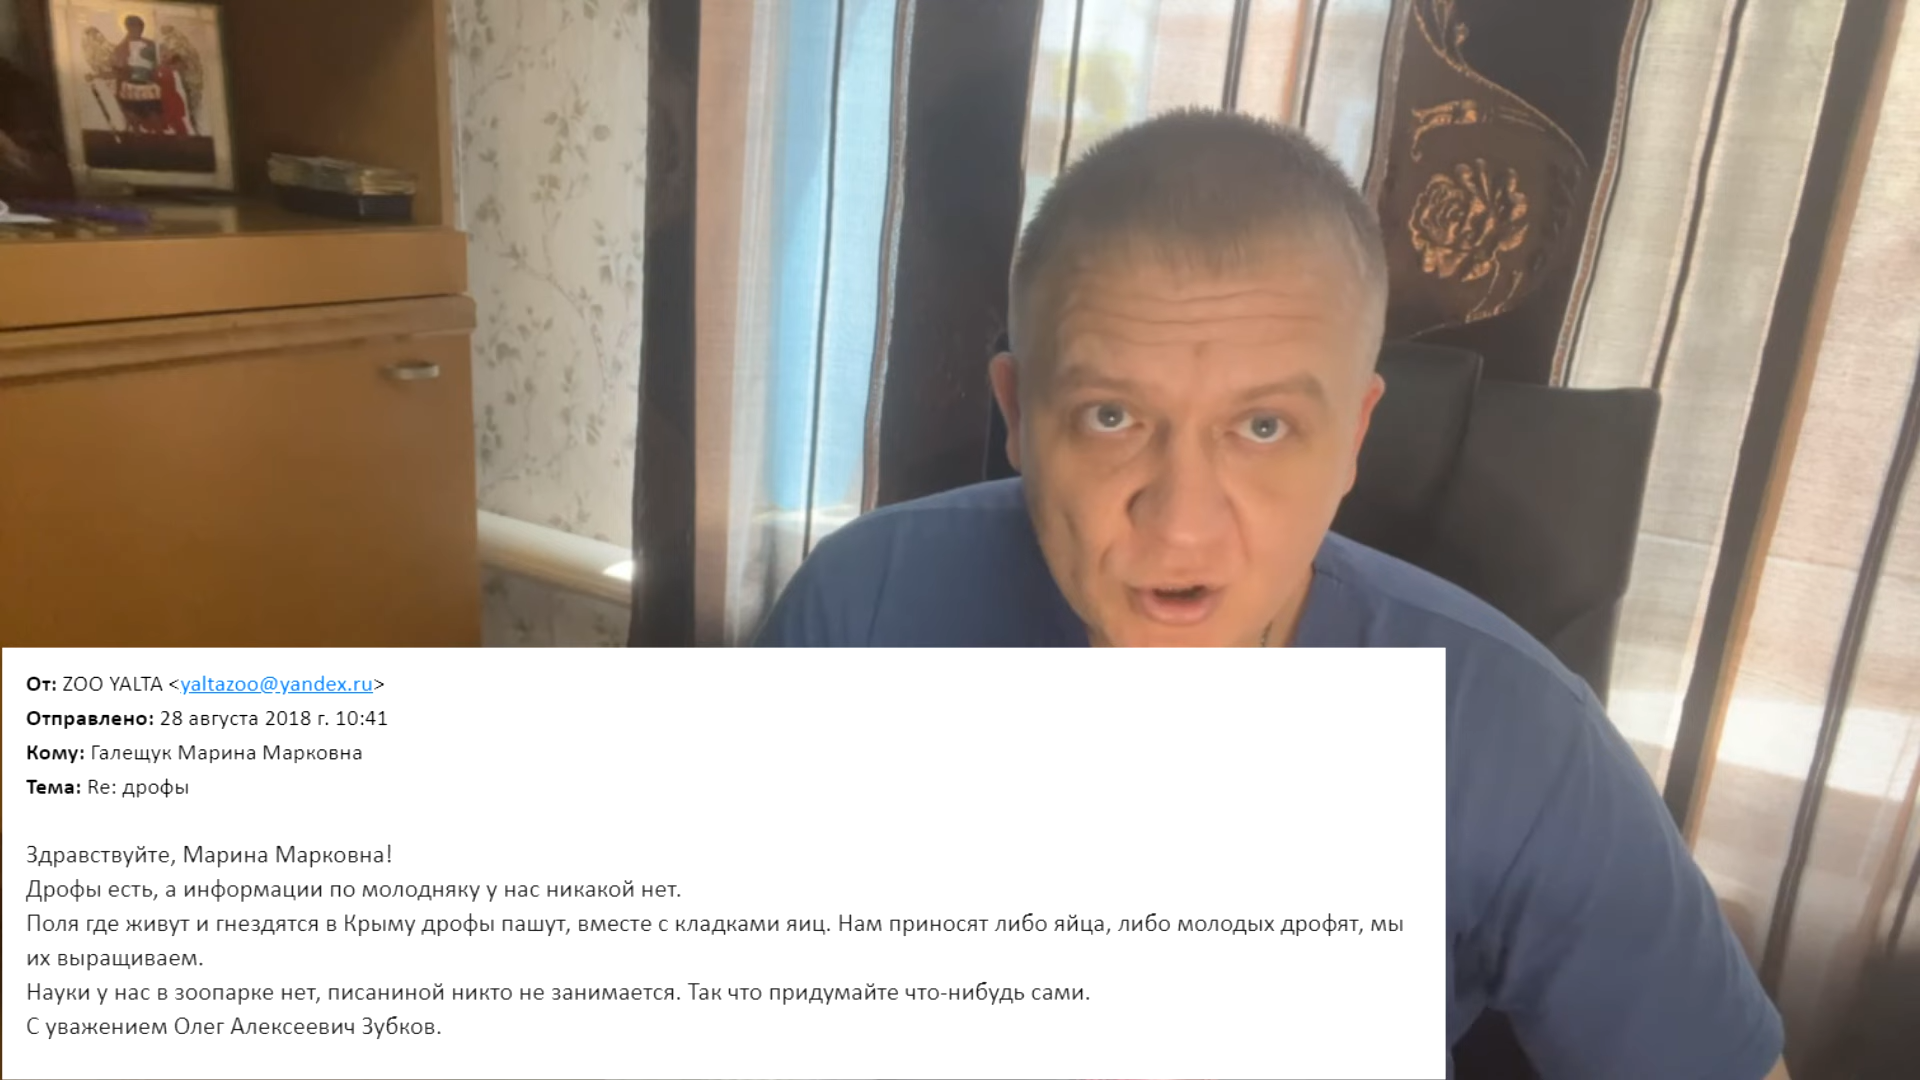 От: ZOO YALTA <yaltazoo@yandex.ru>
Отправлено: 28 августа 2018 г. 10:41
Кому: Галещук Марина Марковна
Тема: Re: дрофы
Здравствуйте, Марина Марковна!
Дрофы есть, а информации по молодняку у нас никакой нет.
Поля где живут и гнездятся в Крыму дрофы пашут, вместе с кладками яиц. Нам приносят либо яйца, либо молодых дрофят, мы
их выращиваем.
Науки у нас в зоопарке нет, писаниной никто не занимается. Так что придумайте что-нибудь сами.
С уважением Олег Алексеевич Зубков.